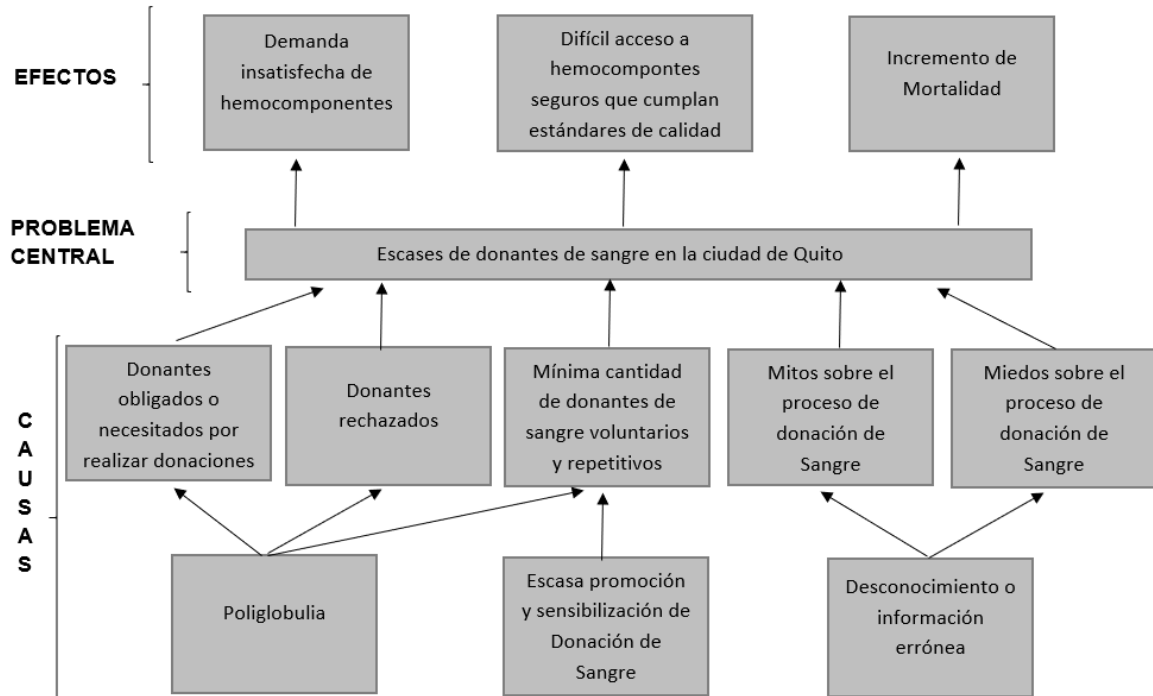 EFECTOS
Demanda
insatisfecha de
hemocomponentes
Difícil acceso a
hemocompontes
seguros que cumplan
estándares de calidad
Incremento de
Mortalidad
PROBLEMA
CENTRAL
Escases de donantes de sangre en la ciudad de Quito
CAUSAS
Donantes
obligados o
necesitados por
realizar donaciones
Donantes
rechazados
Mínima cantidad
de donantes de
sangre voluntarios
y repetitivos
Mitos sobre el
proceso de
donación de
Sangre
Miedos sobre el
proceso de
donación de
Sangre
Poliglobulia
Escasa promoción
y sensibilización de
Donación de
Sangre
Desconocimiento o
información
errónea